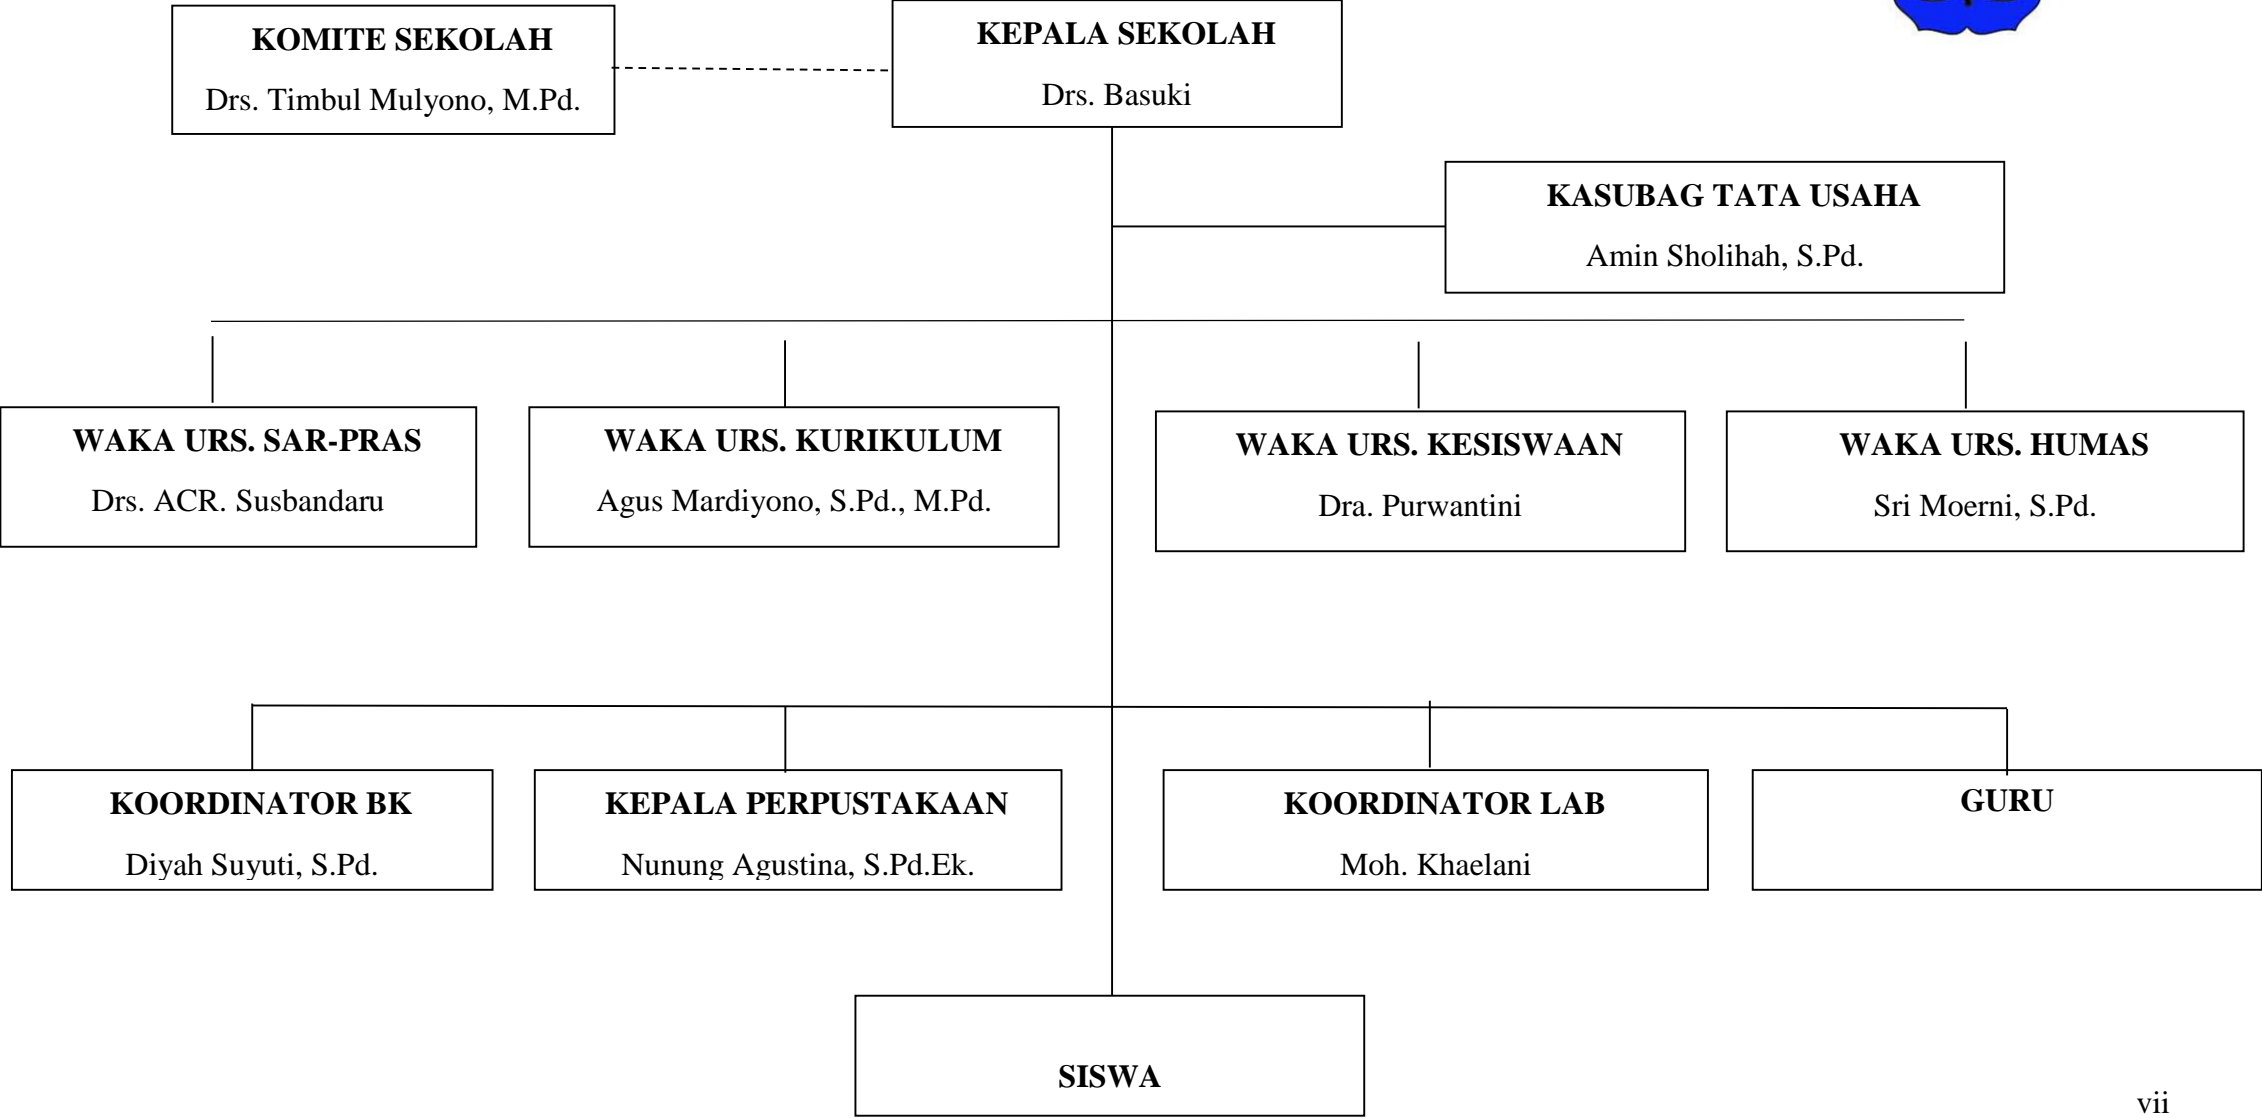 KOMITE SEKOLAH
Drs. Timbul Mulyono, M.Pd.
KEPALA SEKOLAH
Drs. Basuki
KASUBAG TATA USAHA
Amin Sholihah, S.Pd.
WAKA URS. SAR-PRAS
Drs. ACR. Susbandaru
WAKA URS. KURIKULUM
Agus Mardiyono, S.Pd., M.Pd.
WAKA URS. KESISWAAN
Dra. Purwantini
WAKA URS. HUMAS
Sri Moerni, S.Pd.
KOORDINATOR BK
Diyah Suyuti, S.Pd.
KEPALA PERPUSTAKAAN
Nunung Agustina, S.Pd.Ek.
KOORDINATOR LAB
Moh. Khaelani
GURU
SISWA
vii